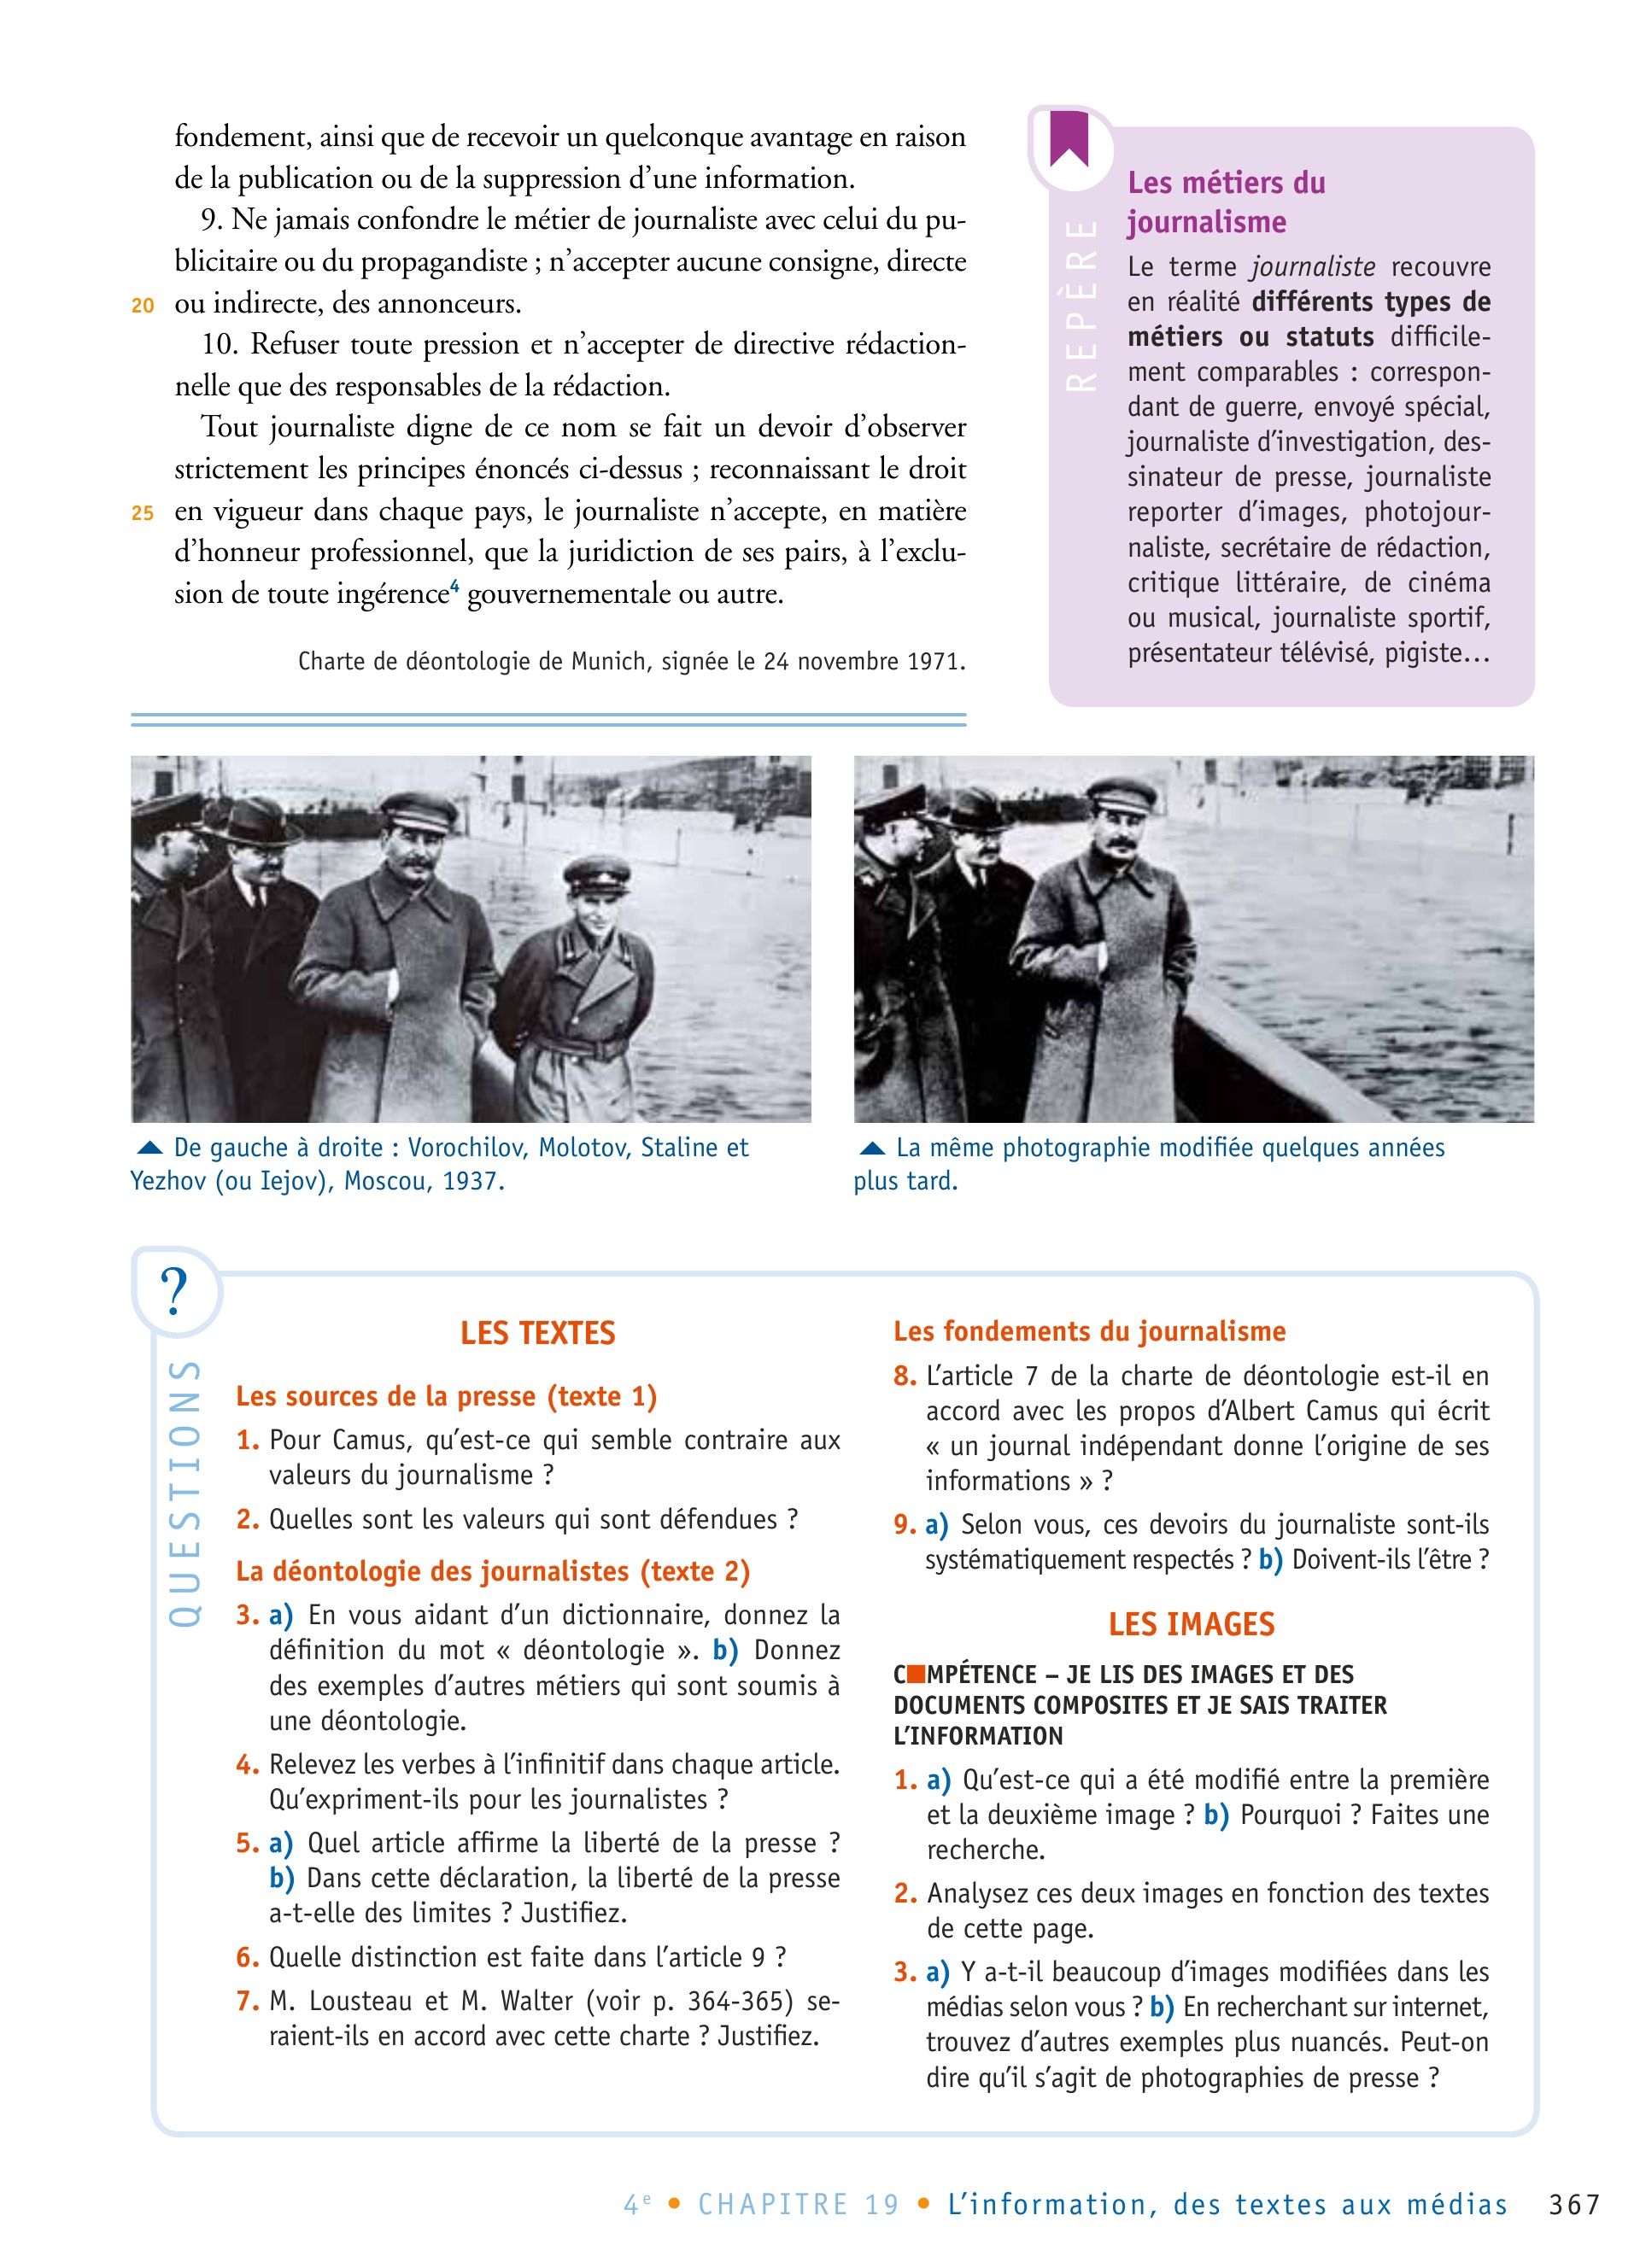 fondement, ainsi que de recevoir un quelconque avantage en raison
de la publication ou de la suppression d’une information.
9. Ne jamais confondre le métier de journaliste avec celui du pu-
blicitaire ou du propagandiste ; n’accepter aucune consigne, directe
20 ou indirecte, des annonceurs.
10. Refuser toute pression et n’accepter de directive rédaction-
nelle que des responsables de la rédaction.
Tout journaliste digne de ce nom se fait un devoir d’observer
strictement les principes énoncés ci-dessus ; reconnaissant le droit
25 en vigueur dans chaque pays, le journaliste n’accepte, en matière
d’honneur professionnel, que la juridiction de ses pairs, à l’exclu-
sion de toute ingérence4 gouvernementale ou autre.
Charte de déontologie de Munich, signée le 24 novembre 1971.
REPÈRE
Les métiers du
journalisme
Le terme journaliste recouvre
en réalité différents types de
métiers ou statuts difficile-
ment comparables : correspon-
dant de guerre, envoyé spécial,
journaliste d’investigation, des-
sinateur de presse, journaliste
reporter d’images, photojour-
naliste, secrétaire de rédaction,
critique littéraire, de cinéma
ou musical, journaliste sportif,
présentateur télévisé, pigiste…
De gauche à droite : Vorochilov, Molotov, Staline et
Yezhov (ou Iejov), Moscou, 1937.
La même photographie modifiée quelques années
plus tard.
?
QUESTIONS
LES TEXTES
Les sources de la presse (texte 1)
1. Pour Camus, qu’est-ce qui semble contraire aux
valeurs du journalisme ?
2. Quelles sont les valeurs qui sont défendues ?
La déontologie des journalistes (texte 2)
3. a) En vous aidant d’un dictionnaire, donnez la
définition du mot « déontologie ». b) Donnez
des exemples d’autres métiers qui sont soumis à
une déontologie.
4. Relevez les verbes à l’infinitif dans chaque article.
Qu’expriment-ils pour les journalistes ?
5. a) Quel article affirme la liberté de la presse ?
b) Dans cette déclaration, la liberté de la presse
a-t-elle des limites ? Justifiez.
6. Quelle distinction est faite dans l’article 9 ?
7. M. Lousteau et M. Walter (voir p. 364-365) se-
raient-ils en accord avec cette charte ? Justifiez.
Les fondements du journalisme
8. L’article 7 de la charte de déontologie est-il en
accord avec les propos d’Albert Camus qui écrit
« un journal indépendant donne l’origine de ses
informations » ?
9. a) Selon vous, ces devoirs du journaliste sont-ils
systématiquement respectés ? b) Doivent-ils l’être ?
LES IMAGES
C■MPÉTENCE – JE LIS DES IMAGES ET DES
DOCUMENTS COMPOSITES ET JE SAIS TRAITER
L’INFORMATION
1. a) Qu’est-ce qui a été modifié entre la première
et la deuxième image ? b) Pourquoi ? Faites une
recherche.
2. Analysez ces deux images en fonction des textes
de cette page.
3. a) Y a-t-il beaucoup d’images modifiées dans les
médias selon vous ? b) En recherchant sur internet,
trouvez d’autres exemples plus nuancés. Peut-on
dire qu’il s’agit de photographies de presse ?
4e • CHAPITRE 19 • L’information, des textes aux médias 367